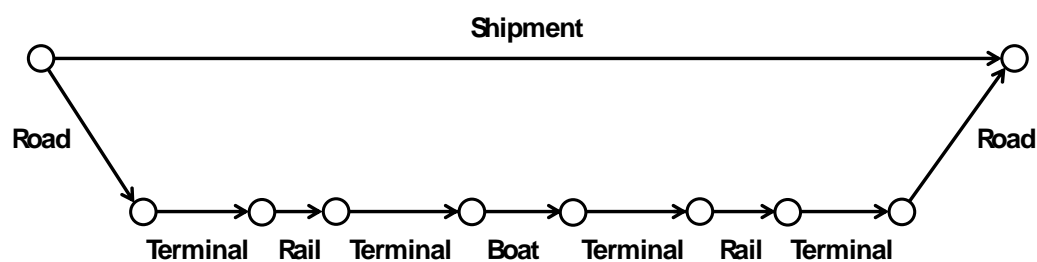 Shipment
Road
Road
Terminal Rail Terminal Boat Terminal Rail Terminal